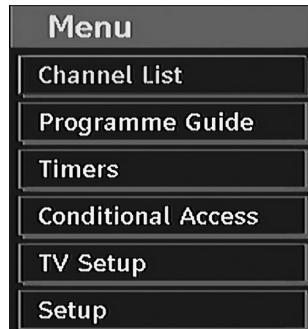 Menu
Channel List
Programme Guide
Timers
Conditional Access
TV Setup
Setup